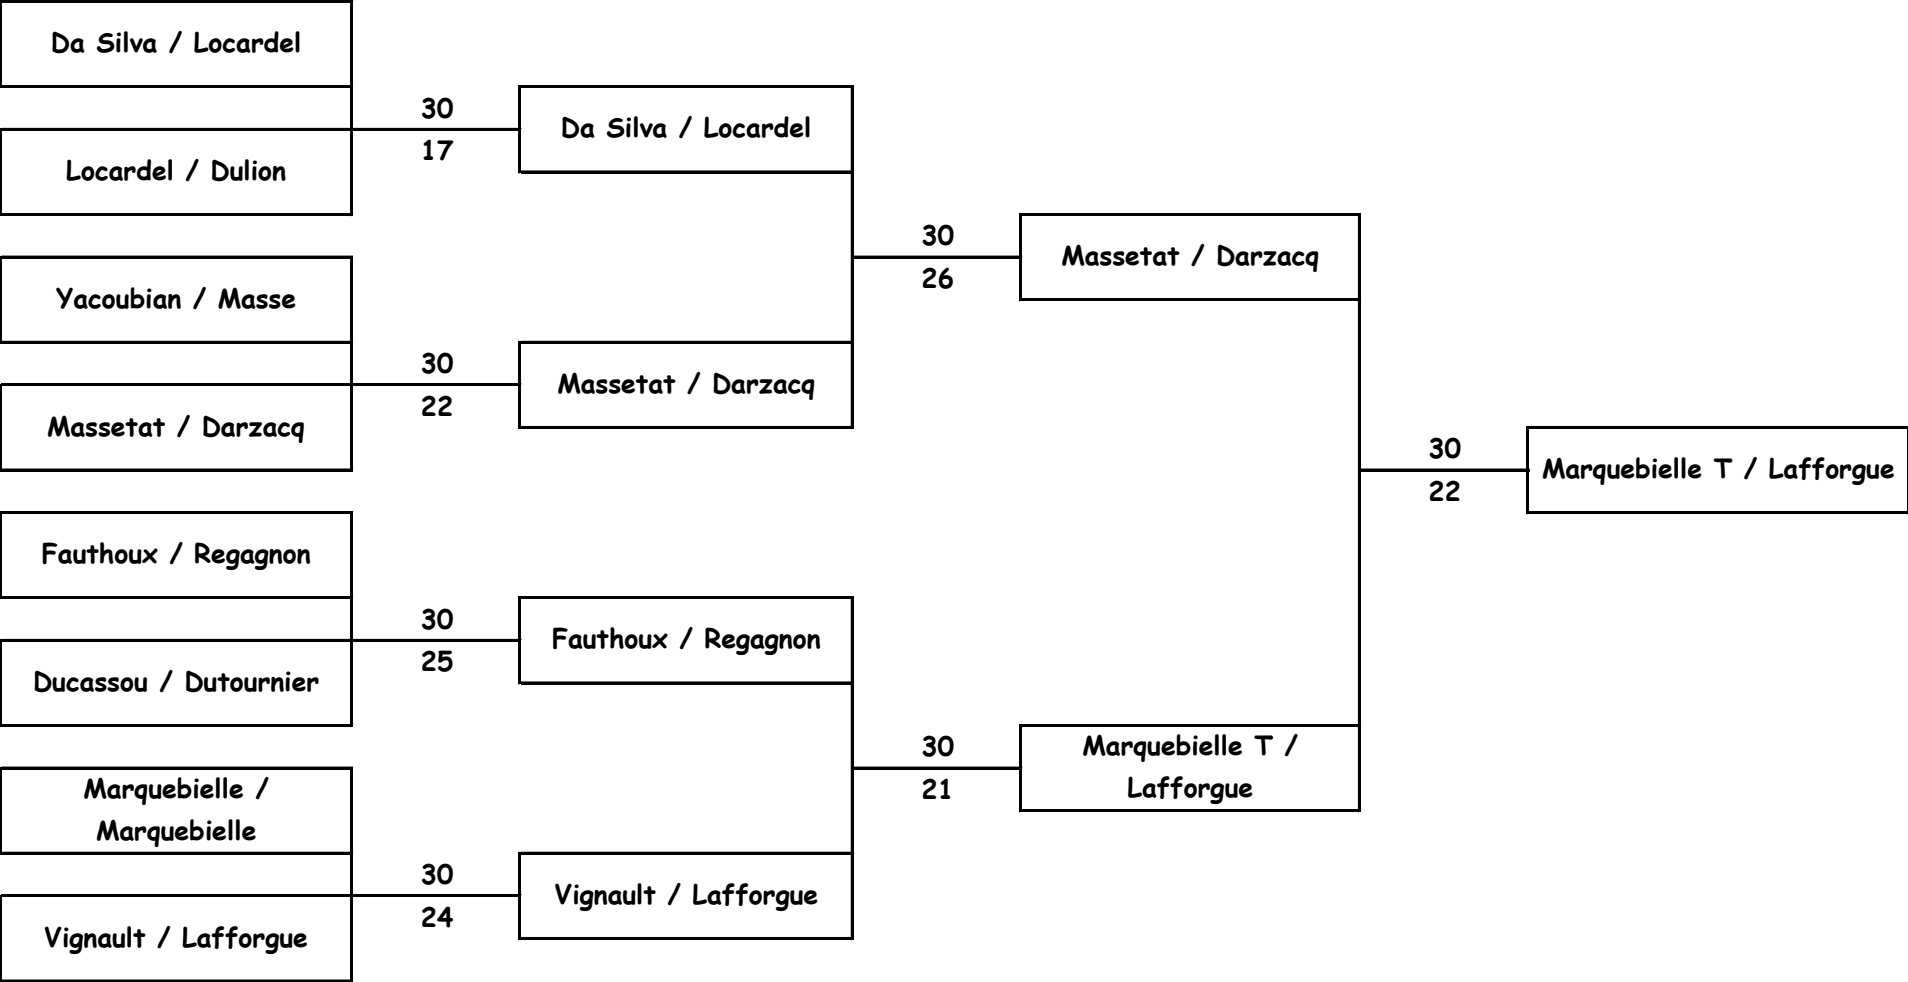 Da Silva / Locardel
30
17
Locardel / Dulion
Da Silva / Locardel
Yacoubian / Masse
30
22
Massetat / Darzacq
Massetat / Darzacq
30
26
Massetat / Darzacq
Fauthoux / Regagnon
30
25
Ducassou / Dutournier
Fauthoux / Regagnon
Marquebielle /
Marquebielle
30
24
Vignault / Lafforgue
Vignault / Lafforgue
30
21
Marquebielle T /
Lafforgue
30
22
Marquebielle T / Lafforgue